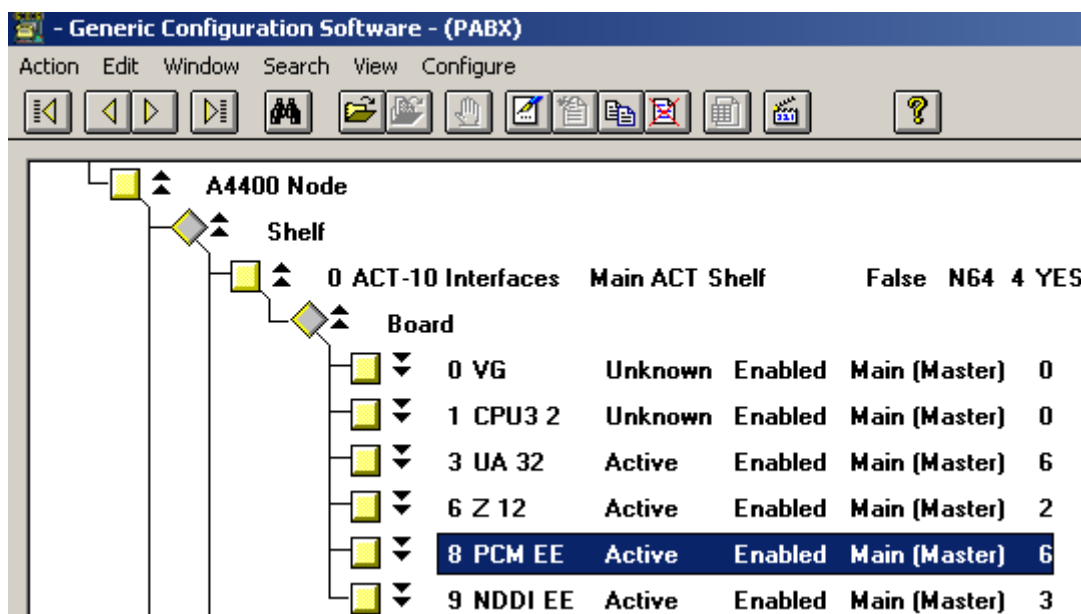 - Generic Configuration Software - (PABX)
Action Edit Window Search View Configure
A4400 Node
Shelf
0 ACT-10 Interfaces Main ACT Shelf False N64 4 YES
Board
0 VG Unknown Enabled Main (Master) 0
1 CPU3 2 Unknown Enabled Main (Master) 0
3 UA 32 Active Enabled Main (Master) 6
6 Z 12 Active Enabled Main (Master) 2
8 PCM EE Active Enabled Main (Master) 6
9 NDDI EE Active Enabled Main (Master) 3